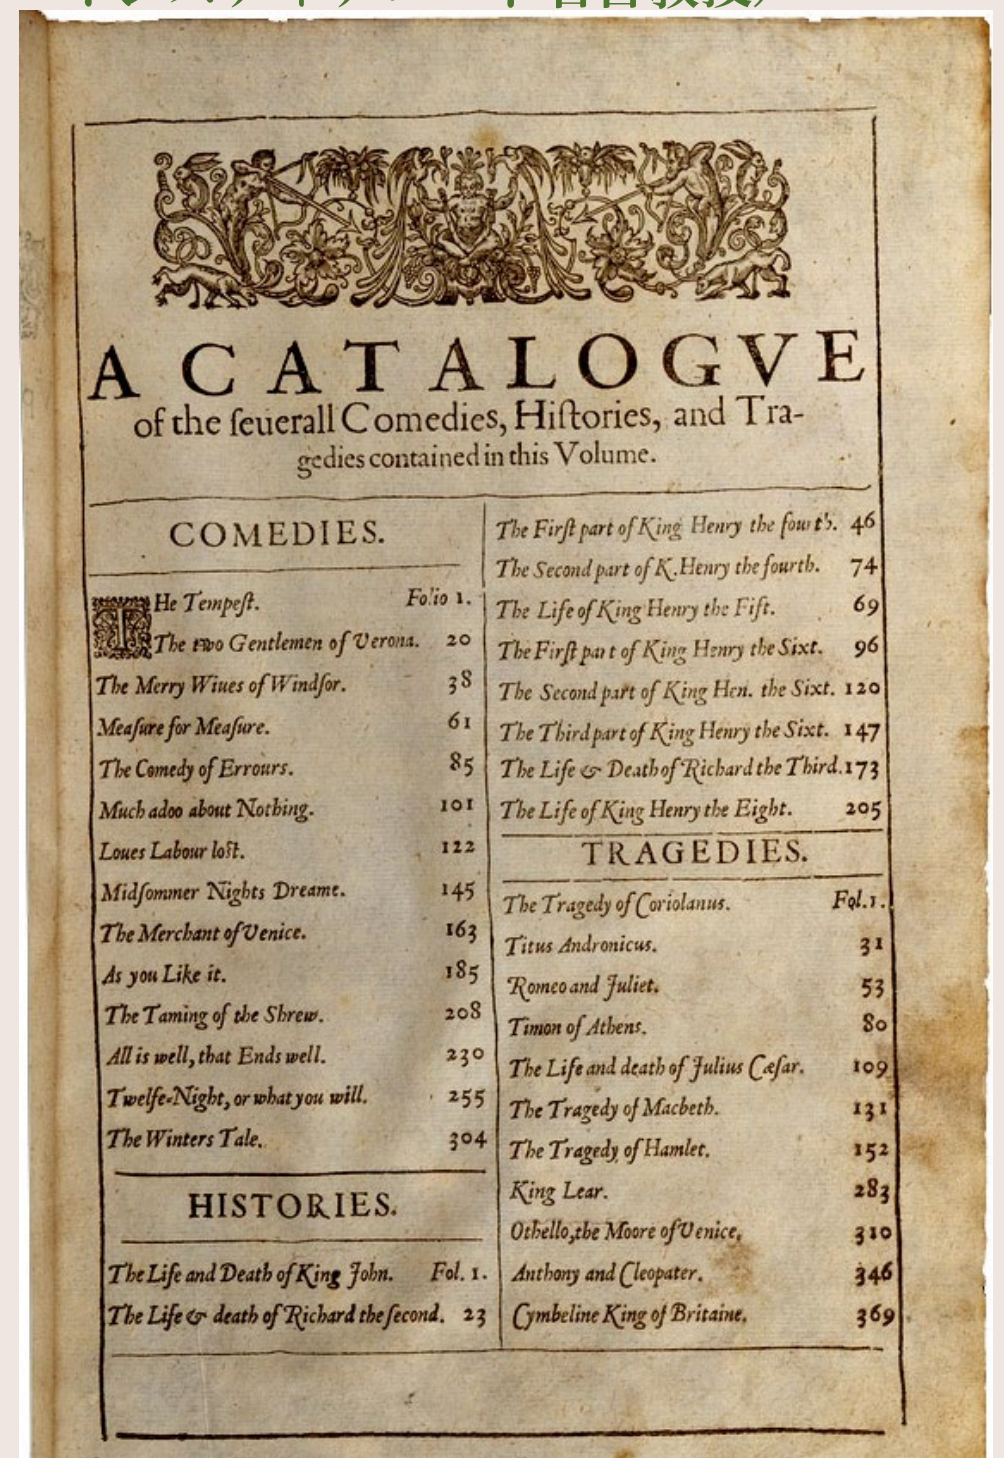 A CATALOGVE
of the ſeuerall Comedies, Hiſtories, and Tra-
gedies contained in this Volume.
COMEDIES.
THe Tempeſt. Folio 1.
The two Gentlemen of Verona. 20
The Merry Wiues of Windſor. 38
Meaſure for Meaſure. 61
The Comedy of Errours. 85
Much adoo about Nothing. 101
Loues Labour loſt. 122
Midſommer Nights Dreame. 145
The Merchant of Venice. 163
As you Like it. 185
The Taming of the Shrew. 208
All is well, that Ends well. 230
Twelfe-Night, or what you will. 255
The Winters Tale. 304
HISTORIES.
The Life and Death of King John. Fol. 1.
The Life & death of Richard the ſecond. 23
The Firſt part of King Henry the fourth. 46
The Second part of K. Henry the fourth. 74
The Life of King Henry the Fift. 69
The Firſt part of King Henry the Sixt. 96
The Second part of King Hen. the Sixt. 120
The Third part of King Henry the Sixt. 147
The Life & Death of Richard the Third. 173
The Life of King Henry the Eight. 205
TRAGEDIES.
The Tragedy of Coriolanus. Fol. 1.
Titus Andronicus. 31
Romeo and Juliet. 53
Timon of Athens. 80
The Life and death of Julius Cæſar. 109
The Tragedy of Macbeth. 131
The Tragedy of Hamlet. 152
King Lear. 283
Othello, the Moore of Venice. 310
Anthony and Cleopater. 346
Cymbeline King of Britaine. 369